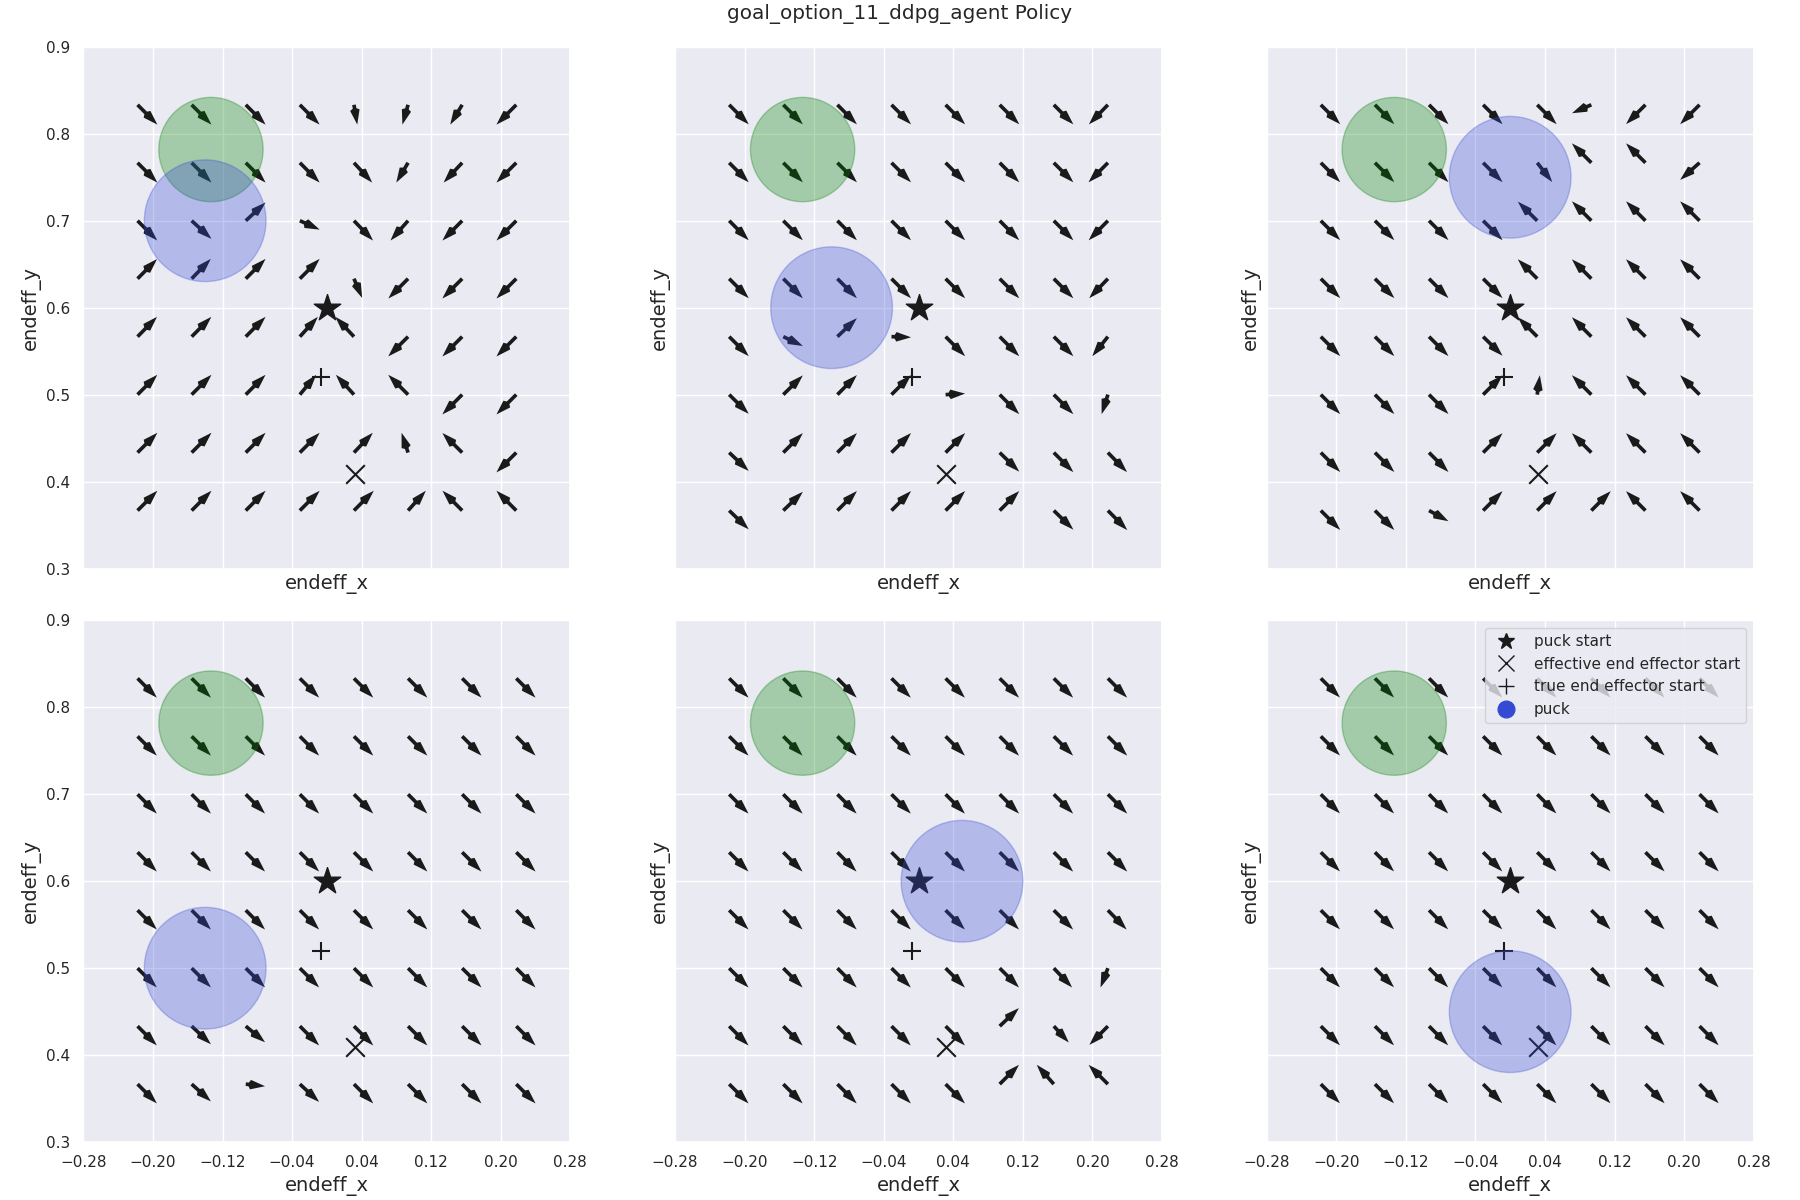 goal_option_11_ddpg_agent Policy
0.9
0.8
0.7
0.6
0.5
0.4
0.3
endeff_y
endeff_x
endeff_y
endeff_x
endeff_y
endeff_x
0.9
0.8
0.7
0.6
0.5
0.4
0.3
endeff_y
−0.28 −0.20 −0.12 −0.04 0.04 0.12 0.20 0.28
endeff_x
endeff_y
−0.28 −0.20 −0.12 −0.04 0.04 0.12 0.20 0.28
endeff_x
endeff_y
puck start
effective end effector start
true end effector start
puck
−0.28 −0.20 −0.12 −0.04 0.04 0.12 0.20 0.28
endeff_x